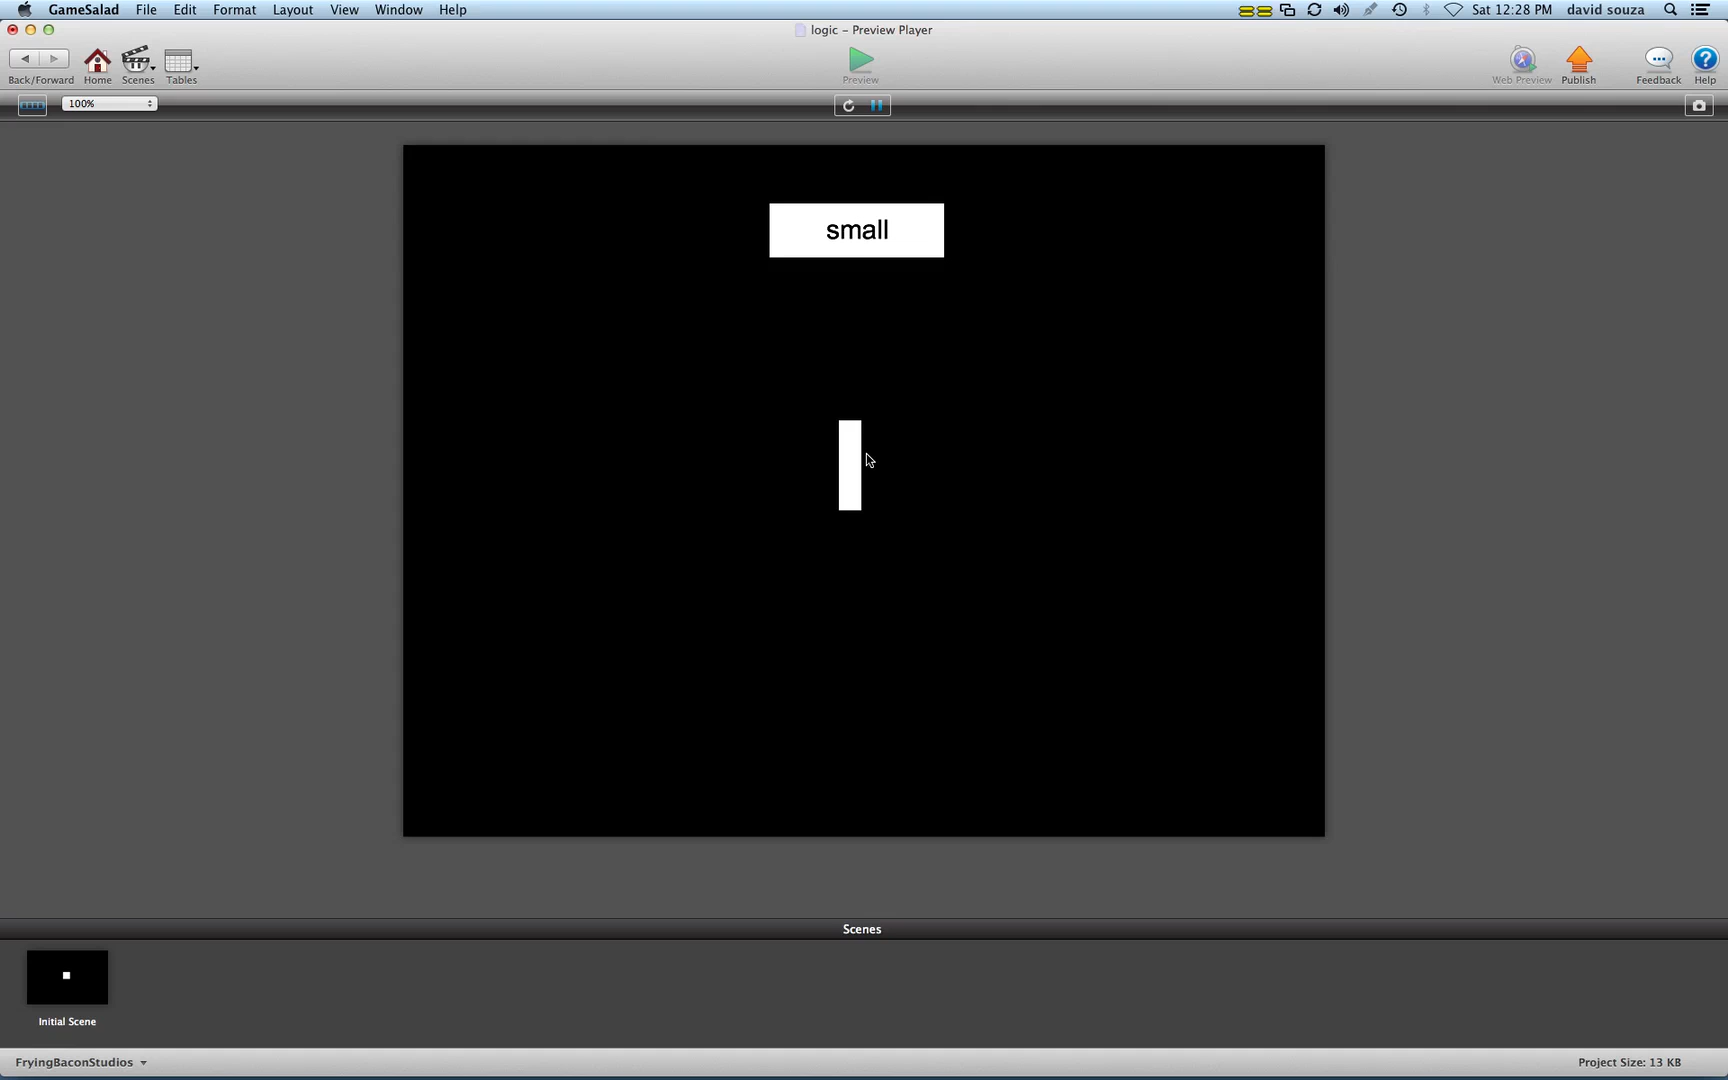 GameSalad File Edit Format Layout View Window Help Sat 12:28 PM david souza
logic – Preview Player
Back/Forward Home Scenes Tables Preview Web Preview Publish Feedback Help
100%
small
Scenes
Initial Scene
FryingBaconStudios Project Size: 13 KB